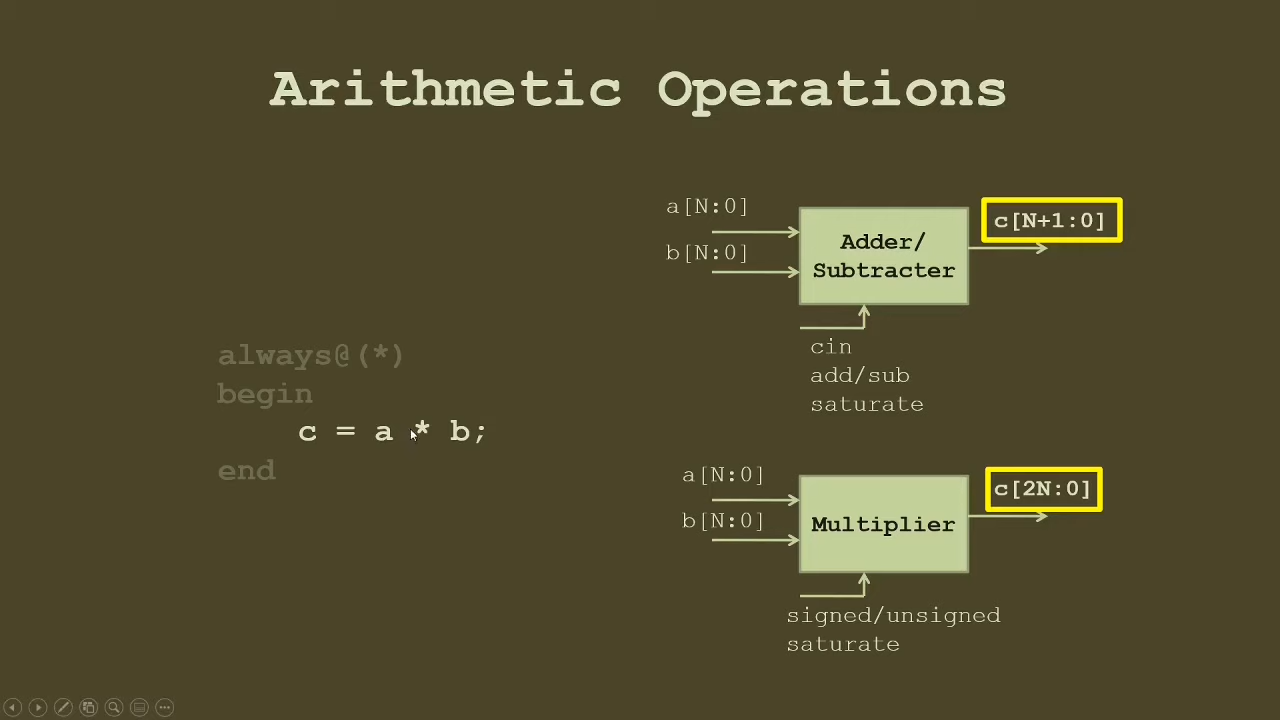 Arithmetic Operations
always@(*)
begin
c = a * b;
end
a[N:0]
b[N:0]
Adder/
Subtracter
c[N+1:0]
cin
add/sub
saturate
a[N:0]
b[N:0]
Multiplier
c[2N:0]
signed/unsigned
saturate